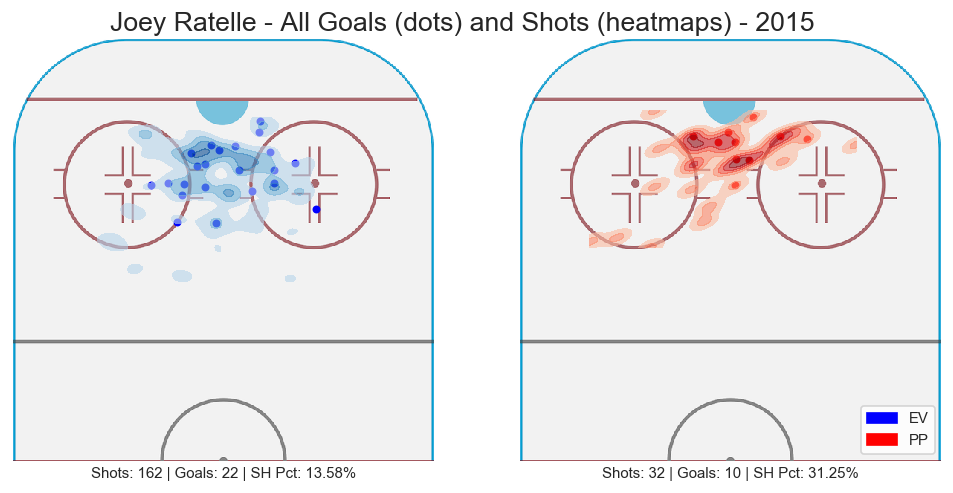 Joey Ratelle - All Goals (dots) and Shots (heatmaps) - 2015
EV
PP
Shots: 162 | Goals: 22 | SH Pct: 13.58%
Shots: 32 | Goals: 10 | SH Pct: 31.25%